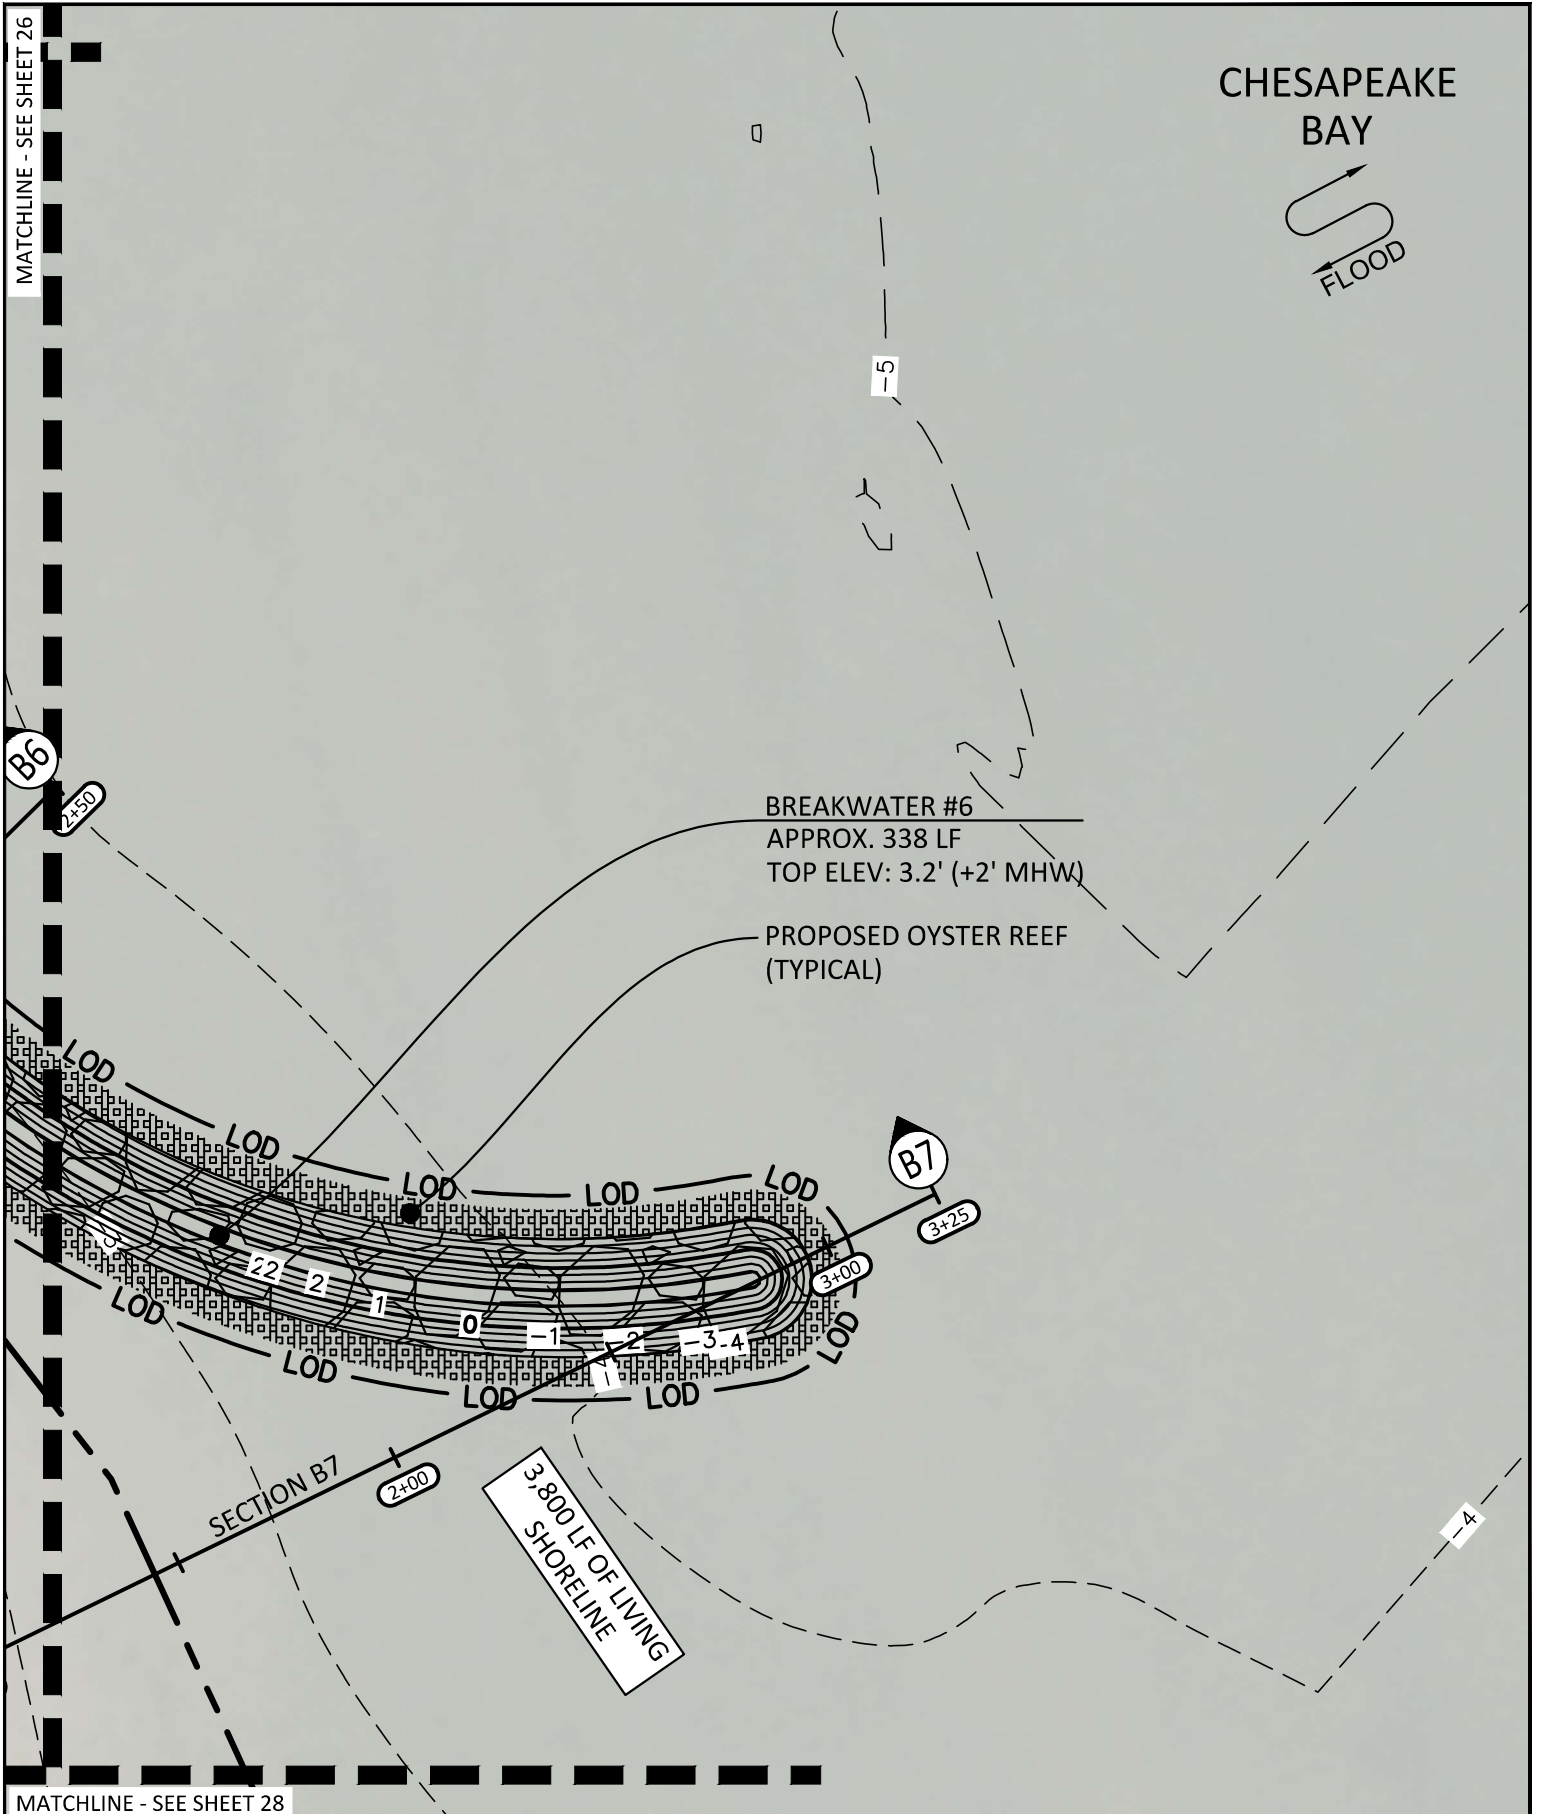 MATCHLINE - SEE SHEET 26
CHESAPEAKE
BAY
FLOOD
-5
B6
2+50
BREAKWATER #6
APPROX. 338 LF
TOP ELEV: 3.2' (+2' MHW)
PROPOSED OYSTER REEF
(TYPICAL)
LOD
LOD
LOD
LOD
LOD
B7
3+25
3+00
22
2
1
0
-1
-2
-3
-4
LOD
LOD
LOD
LOD
LOD
SECTION B7
2+00
3,800 LF OF LIVING
SHORELINE
-4
MATCHLINE - SEE SHEET 28